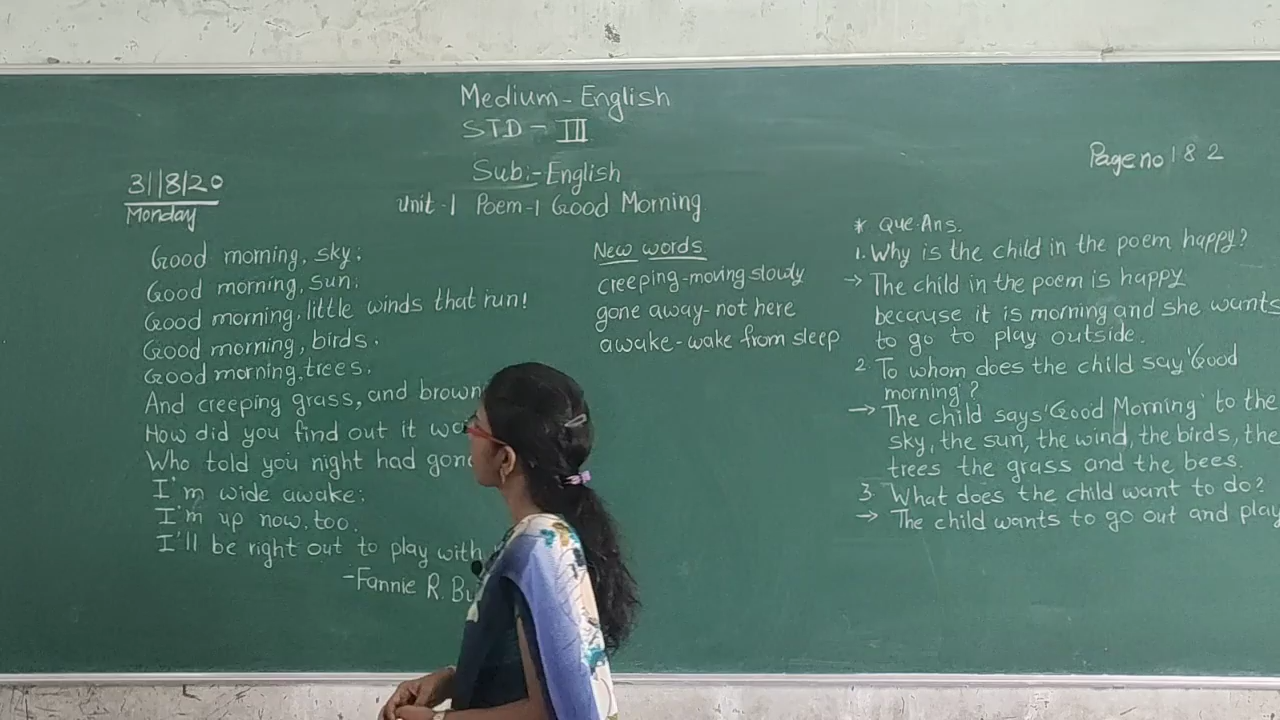 Medium - English
STD - III
Sub:- English
Unit-1 Poem-1 Good Morning
Page no 1 & 2
31/8/20
Monday
Good morning, sky;
Good morning, sun;
Good morning, little winds that run!
Good morning, birds.
Good morning, trees.
And creeping grass, and brown
How did you find out it
Who told you night had
I'm wide awake;
I'm up now, too.
I'll be right out to play with
-Fannie R.
New words
creeping-moving slowly
gone away-not here
awake-wake from sleep
* Que.Ans.
1. Why is the child in the poem happy?
→ The child in the poem is happy
because it is morning and she wants
to go to play outside.
2. To whom does the child say 'Good
morning'?
→ The child says 'Good Morning' to the
sky, the sun, the wind, the birds, the
trees the grass and the bees.
3. What does the child want to do?
→ The child wants to go out and play